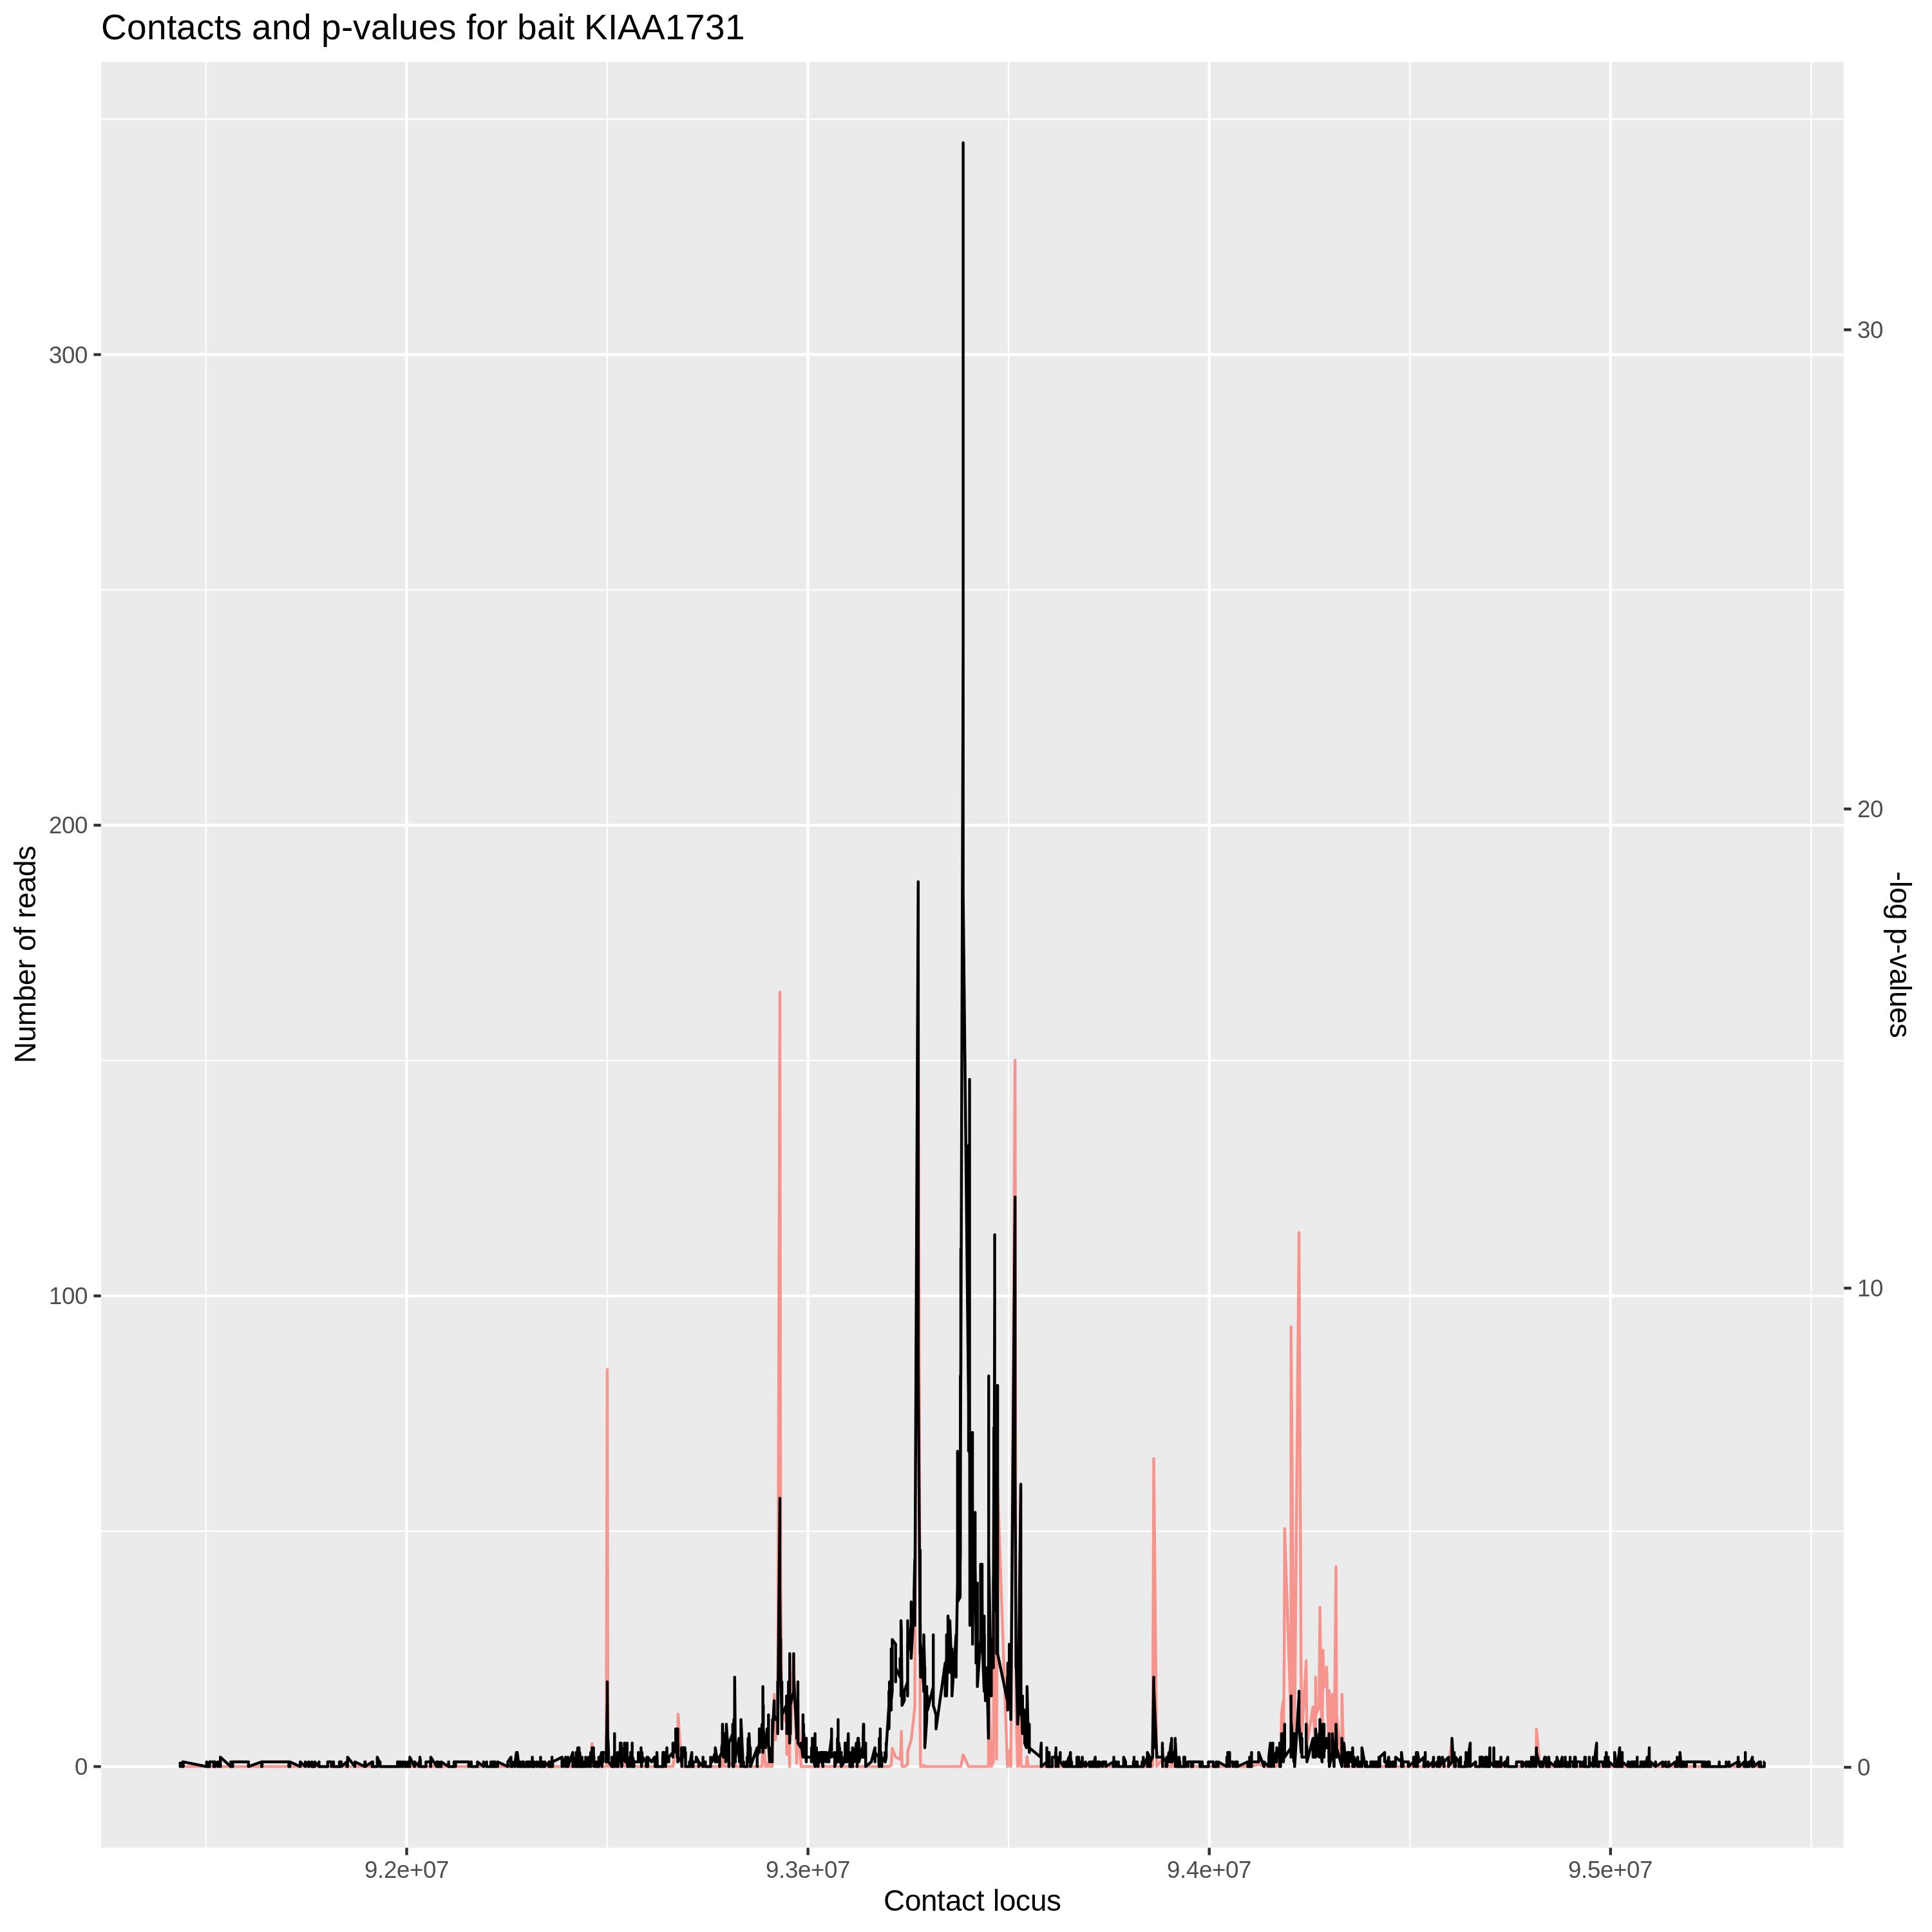 Contacts and p-values for bait KIAA1731
300
200
100
0
Number of reads
30
20
10
0
-log p-values
9.2e+07
9.3e+07
9.4e+07
9.5e+07
Contact locus